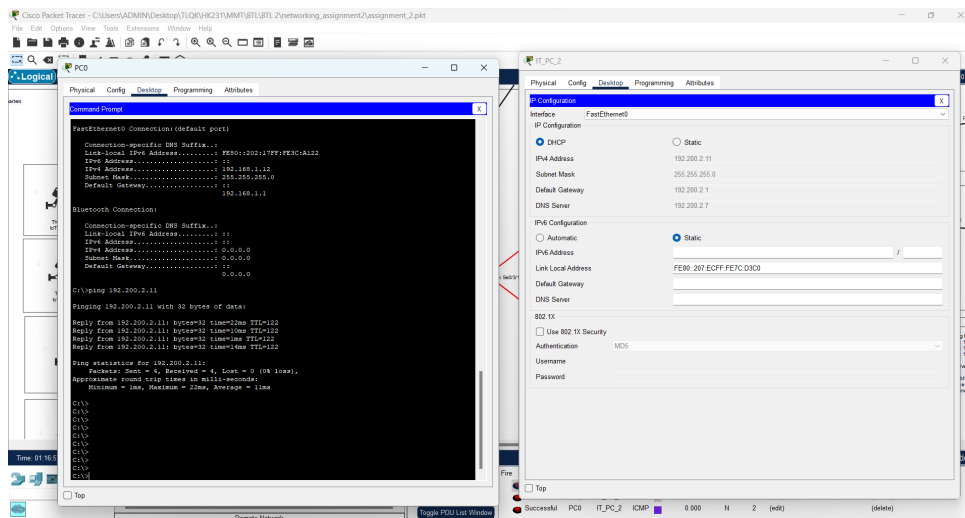 Cisco Packet Tracer - C:\Users\ADMIN\Desktop\TLQK\HK231\MMT\BTL\BTL 2\networking_assignment2\assignment_2.pkt
File Edit Options View Tools Extensions Window Help
Logical
PC0
Physical Config Desktop Programming Attributes
Command Prompt
X
FastEthernet0 Connection:(default port)
Connection-specific DNS Suffix..:
Link-local IPv6 Address.........: FE80::202:17FF:FE3C:A122
IPv6 Address....................: ::
IPv4 Address....................: 192.168.1.12
Subnet Mask.....................: 255.255.255.0
Default Gateway.................: ::
192.168.1.1
Bluetooth Connection:
Connection-specific DNS Suffix..:
Link-local IPv6 Address.........: ::
IPv6 Address....................: ::
IPv4 Address....................: 0.0.0.0
Subnet Mask.....................: 0.0.0.0
Default Gateway.................: ::
0.0.0.0
C:\>ping 192.200.2.11
Pinging 192.200.2.11 with 32 bytes of data:
Reply from 192.200.2.11: bytes=32 time=22ms TTL=122
Reply from 192.200.2.11: bytes=32 time=10ms TTL=122
Reply from 192.200.2.11: bytes=32 time=1ms TTL=122
Reply from 192.200.2.11: bytes=32 time=14ms TTL=122
Ping statistics for 192.200.2.11:
Packets: Sent = 4, Received = 4, Lost = 0 (0% loss),
Approximate round trip times in milli-seconds:
Minimum = 1ms, Maximum = 22ms, Average = 11ms
C:\>
C:\>
C:\>
C:\>
C:\>
C:\>
C:\>
C:\>
C:\>
C:\>
Top
IT_PC_2
Physical Config Desktop Programming Attributes
IP Configuration
X
Interface FastEthernet0
IP Configuration
DHCP Static
IPv4 Address 192.200.2.11
Subnet Mask 255.255.255.0
Default Gateway 192.200.2.1
DNS Server 192.200.2.7
IPv6 Configuration
Automatic Static
IPv6 Address /
Link Local Address FE80::207:ECFF:FE7C:D3C0
Default Gateway
DNS Server
802.1X
Use 802.1X Security
Authentication MD5
Username
Password
Top
Time: 01:16:5
Fire
Toggle PDU List Window
Successful PC0 IT_PC_2 ICMP 0.000 N 2 (edit) (delete)